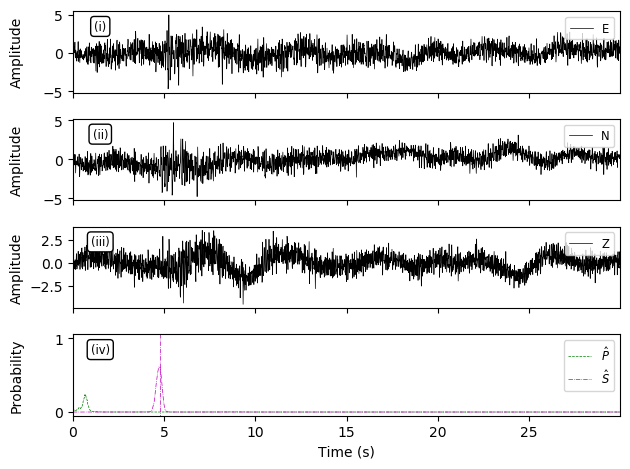 5
0
−5
Amplitude
(i)
E
5
0
−5
Amplitude
(ii)
N
2.5
0.0
−2.5
Amplitude
(iii)
Z
1
0
Probability
(iv)
P̂
Ŝ
0 5 10 15 20 25
Time (s)